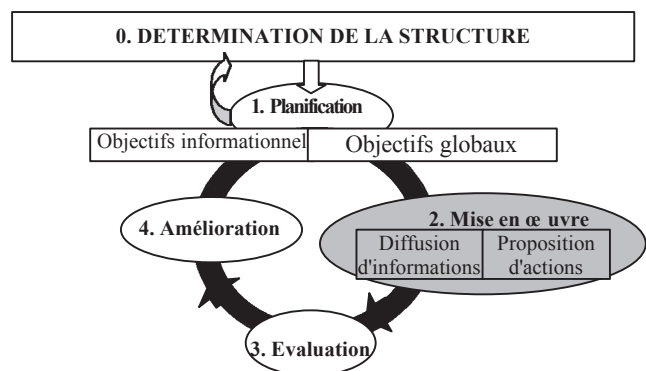 0. DETERMINATION DE LA STRUCTURE
1. Planification
Objectifs informationnel
Objectifs globaux
4. Amélioration
2. Mise en œ uvre
Diffusion
d'informations
Proposition
d'actions
3. Evaluation